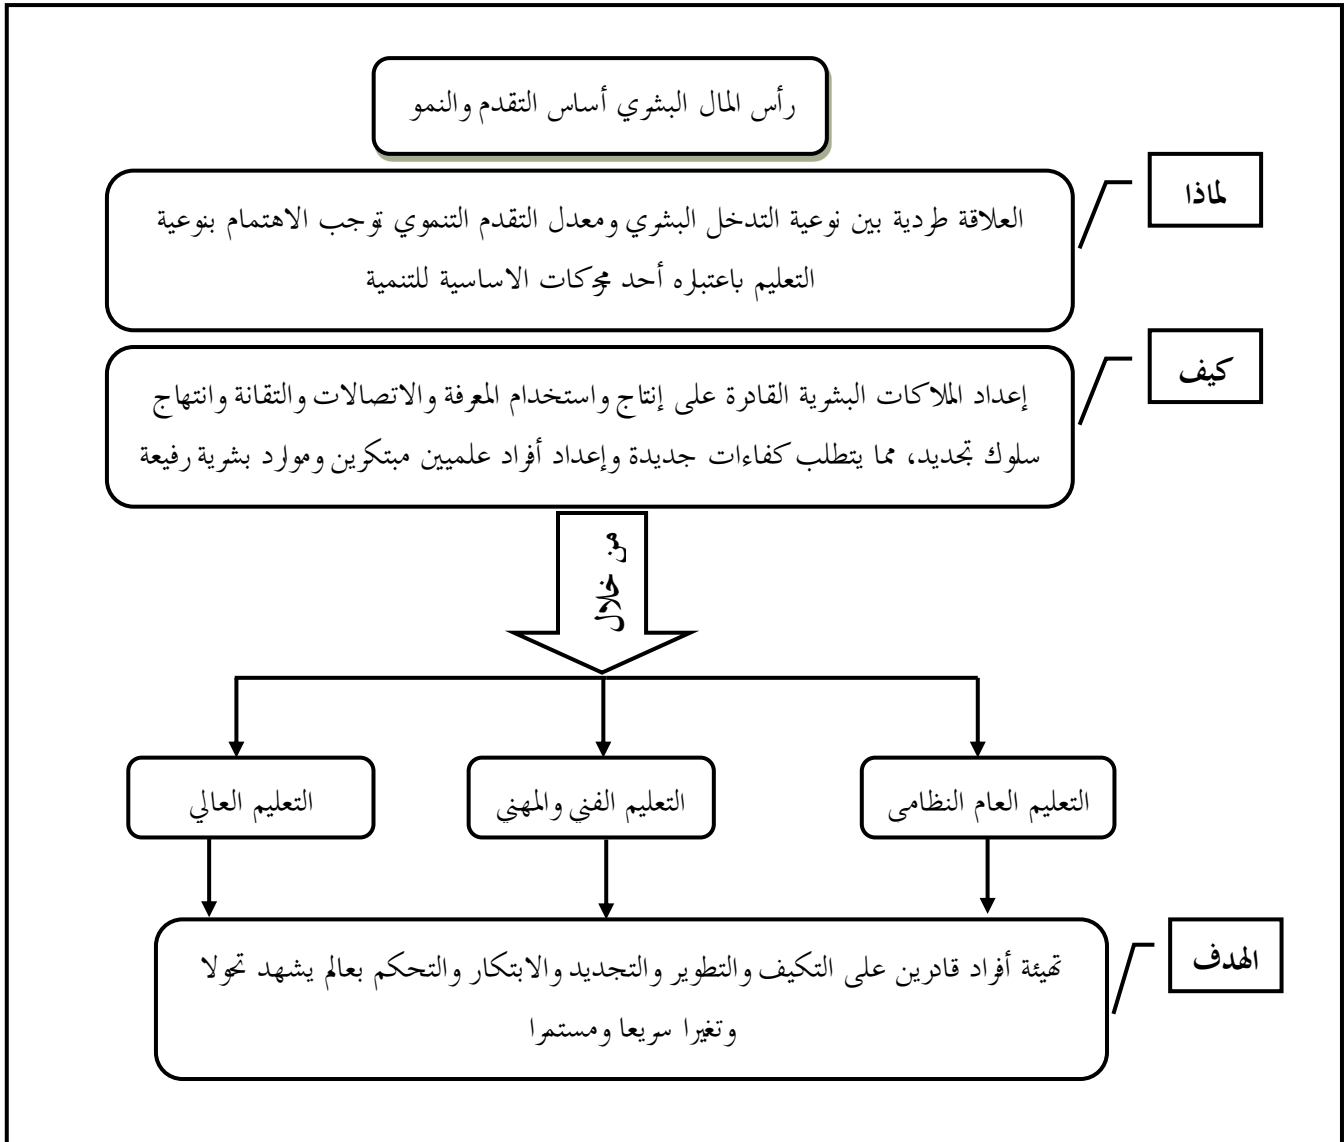 رأس المال البشري أساس التقدم والنمو
لماذا
العلاقة طردية بين نوعية التدخل البشري ومعدل التقدم التنموي توجب الاهتمام بنوعية
التعليم باعتباره أحد محركات الاساسية للتنمية
كيف
إعداد الملاكات البشرية القادرة على إنتاج واستخدام المعرفة والاتصالات والتقانة وانتهاج
سلوك تجديد، مما يتطلب كفاءات جديدة وإعداد أفراد علميين مبتكرين وموارد بشرية رفيعة
من خلال
التعليم العام النظامى
التعليم الفني والمهني
التعليم العالي
الهدف
تهيئة أفراد قادرين على التكيف والتطوير والتجديد والابتكار والتحكم بعالم يشهد تحولا
وتغيرا سريعا ومستمرا